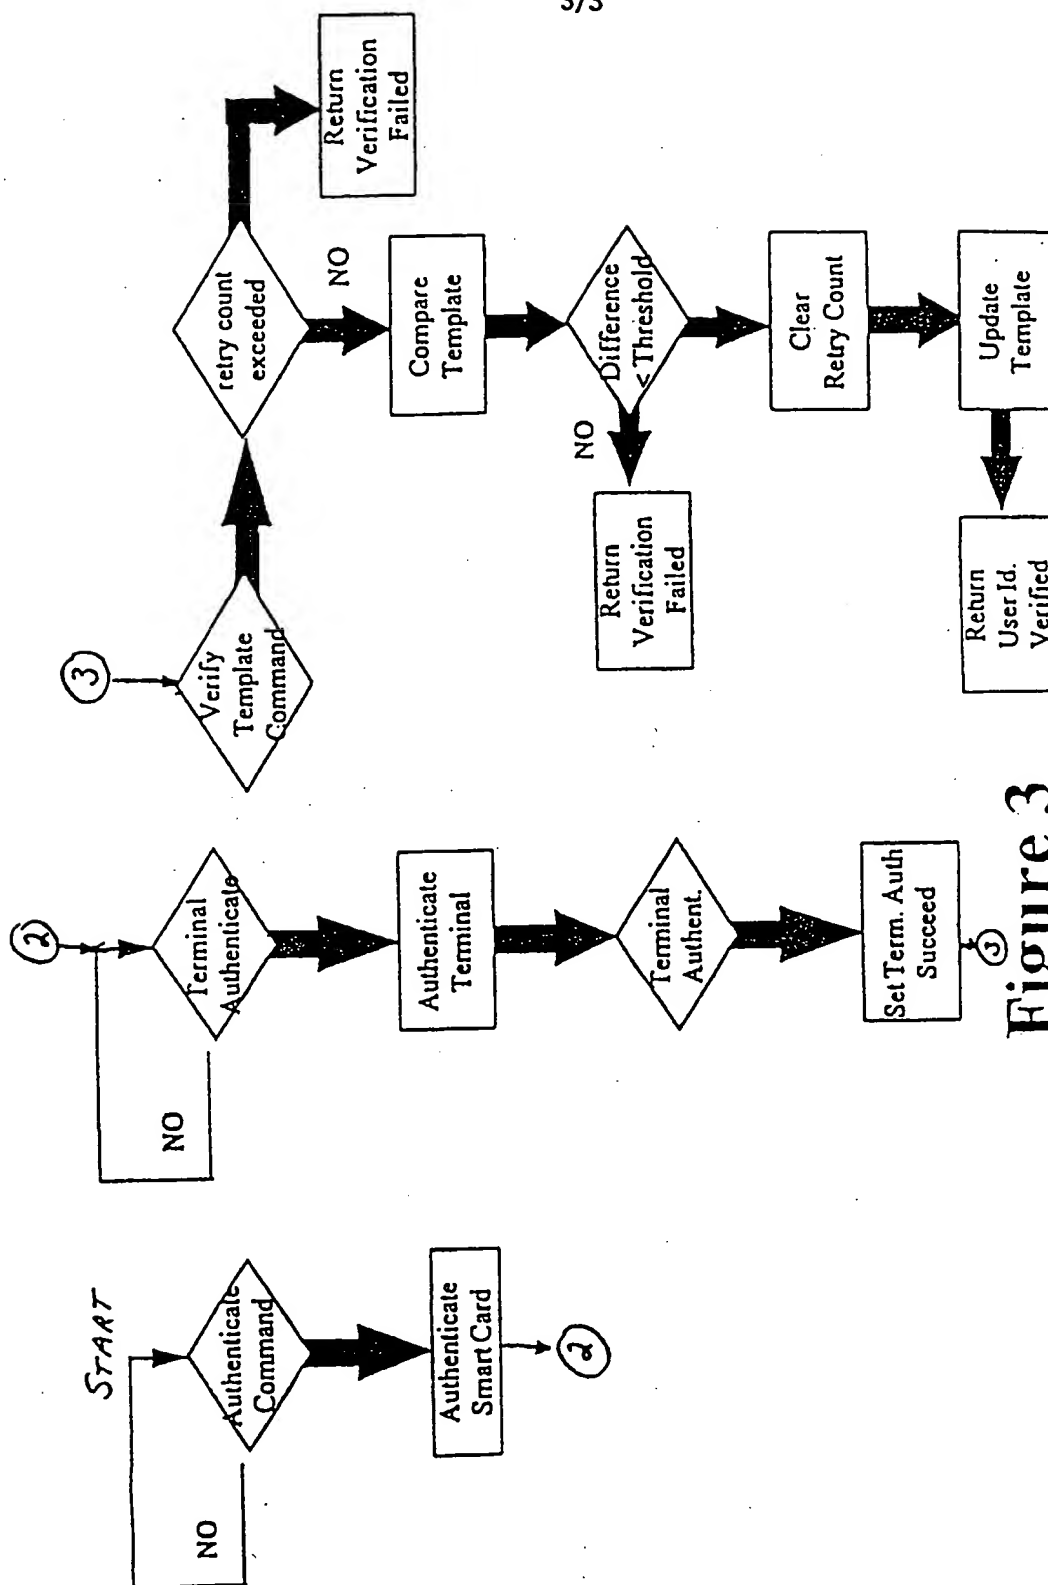 3/3
START
Authenticate
Command
NO
Authenticate
Smart Card
2
2
Terminal
Authenticate
NO
Authenticate
Terminal
Terminal
Authent.
Set Term. Auth
Succeed
3
3
Verify
Template
Command
retry count
exceeded
Return
Verification
Failed
NO
Compare
Template
Difference
< Threshold
NO
Return
Verification
Failed
Clear
Retry Count
Update
Template
Return
User Id.
Verified
Figure 3